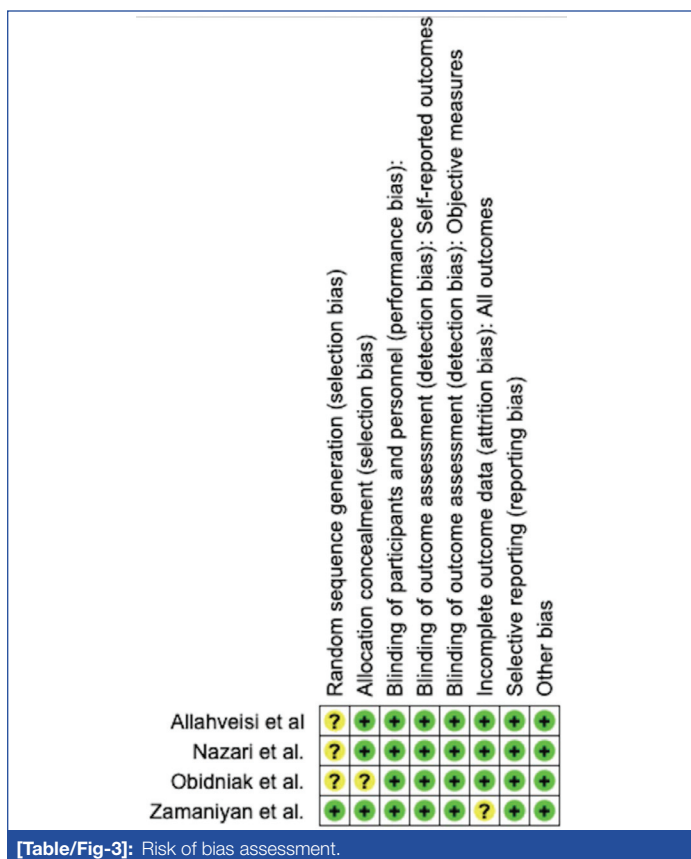 Random sequence generation (selection bias)
Allocation concealment (selection bias)
Blinding of participants and personnel (performance bias):
Blinding of outcome assessment (detection bias): Self-reported outcomes
Blinding of outcome assessment (detection bias): Objective measures
Incomplete outcome data (attrition bias): All outcomes
Selective reporting (reporting bias)
Other bias
Allahveisi et al ? + + + + + + +
Nazari et al. ? + + + + + + +
Obidniak et al. ? ? + + + + + +
Zamaniyan et al. + + + + + ? + +
[Table/Fig-3]: Risk of bias assessment.